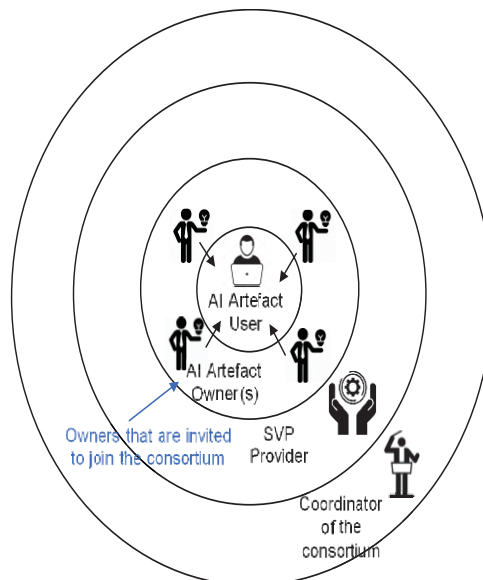 AI Artefact
User
AI Artefact
Owner(s)
Owners that are invited
to join the consortium
SVP
Provider
Coordinator
of the
consortium